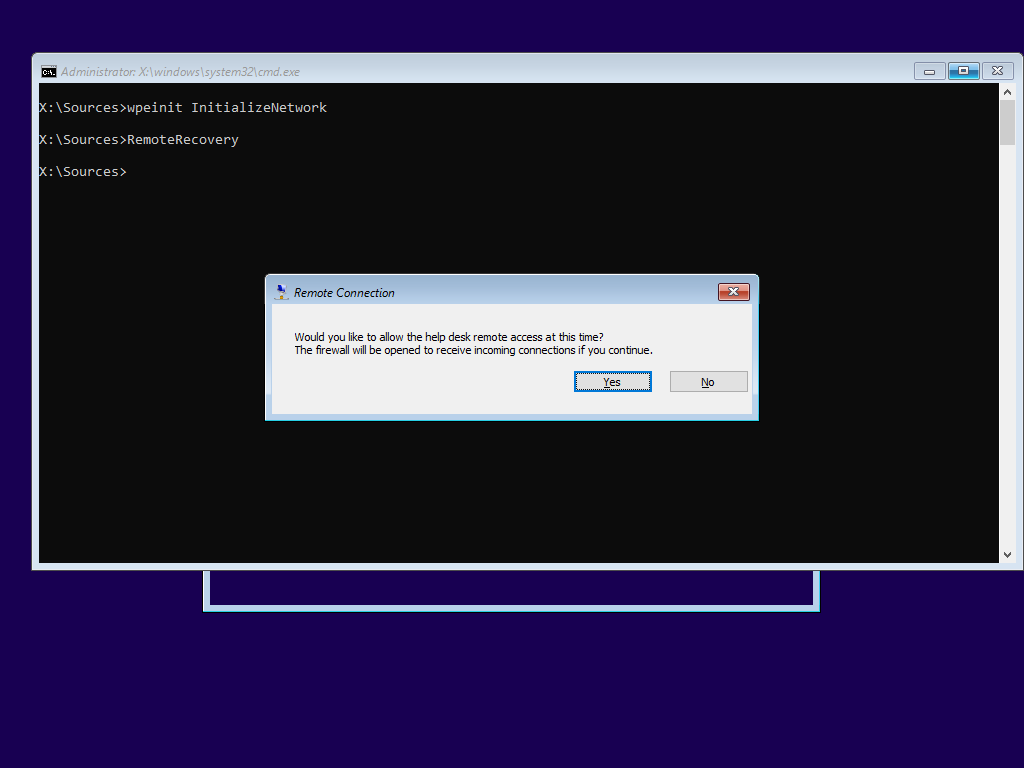 Administrator: X:\windows\system32\cmd.exe
X:\Sources>wpeinit InitializeNetwork
X:\Sources>RemoteRecovery
X:\Sources>
Remote Connection
Would you like to allow the help desk remote access at this time?
The firewall will be opened to receive incoming connections if you continue.
Yes
No